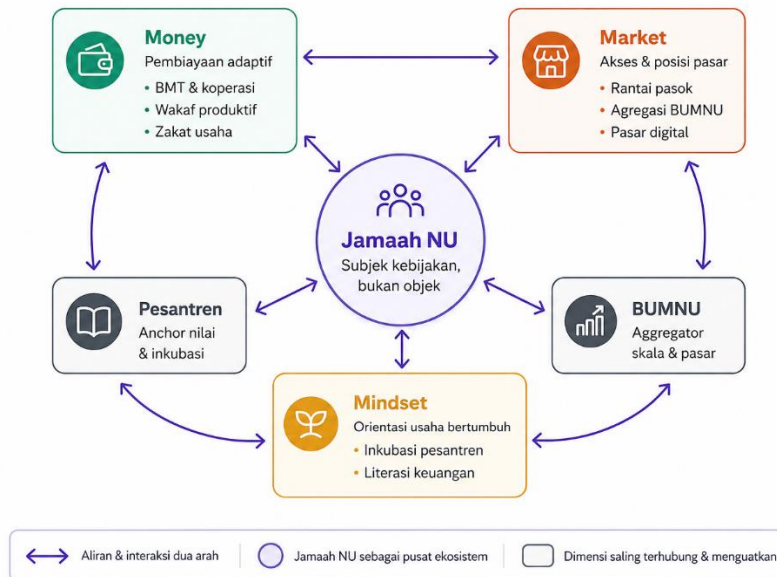 Money
Pembiayaan adaptif
• BMT & koperasi
• Wakaf produktif
• Zakat usaha
Market
Akses & posisi pasar
• Rantai pasok
• Agregasi BUMNU
• Pasar digital
Jamaah NU
Subjek kebijakan,
bukan objek
Pesantren
Anchor nilai
& inkubasi
BUMNU
Aggregator
skala & pasar
Mindset
Orientasi usaha bertumbuh
• Inkubasi pesantren
• Literasi keuangan
Aliran & interaksi dua arah
Jamaah NU sebagai pusat ekosistem
Dimensi saling terhubung & menguatkan